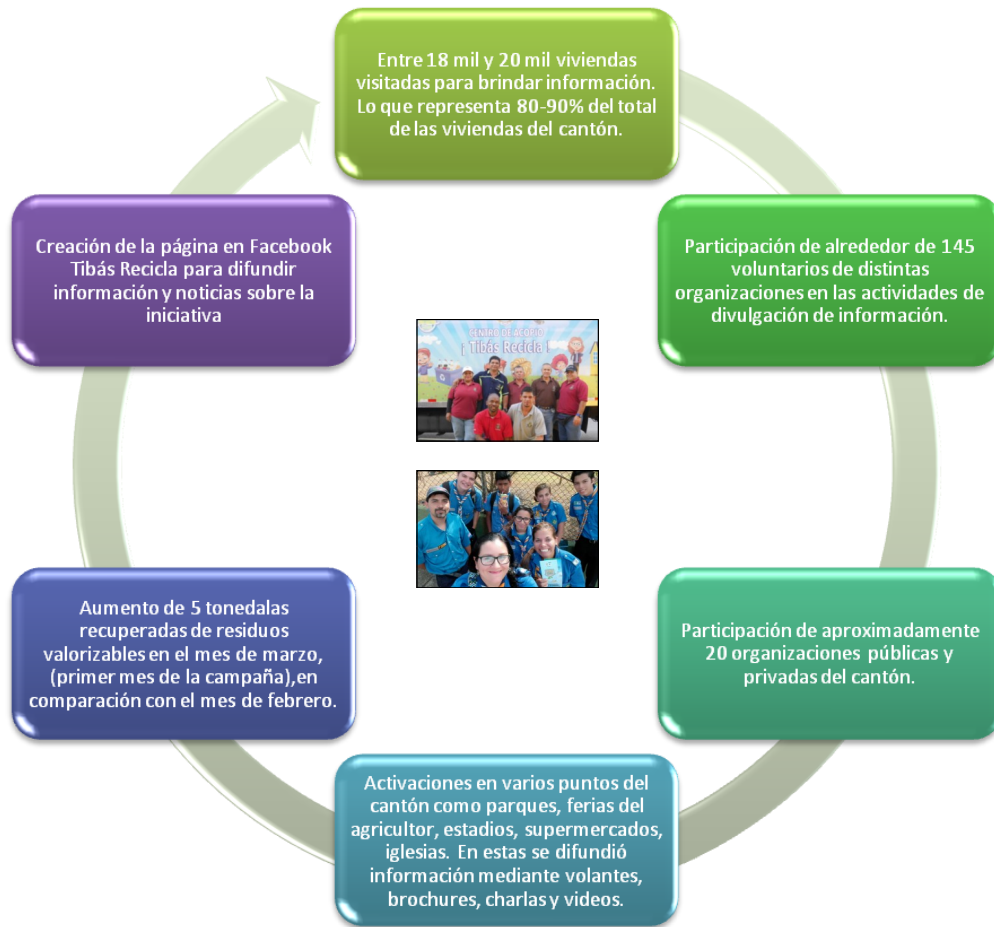 Entre 18 mil y 20 mil viviendas
visitadas para brindar información.
Lo que representa 80-90% del total
de las viviendas del cantón.
Participación de alrededor de 145
voluntarios de distintas
organizaciones en las actividades de
divulgación de información.
Participación de aproximadamente
20 organizaciones públicas y
privadas del cantón.
Activaciones en varios puntos del
cantón como parques, ferias del
agricultor, estadios, supermercados,
iglesias. En estas se difundió
información mediante volantes,
brochures, charlas y videos.
Aumento de 5 tonedalas
recuperadas de residuos
valorizables en el mes de marzo,
(primer mes de la campaña),en
comparación con el mes de febrero.
Creación de la página en Facebook
Tibás Recicla para difundir
información y noticias sobre la
iniciativa
CENTRO DE ACOPIO
¡ Tibás Recicla !